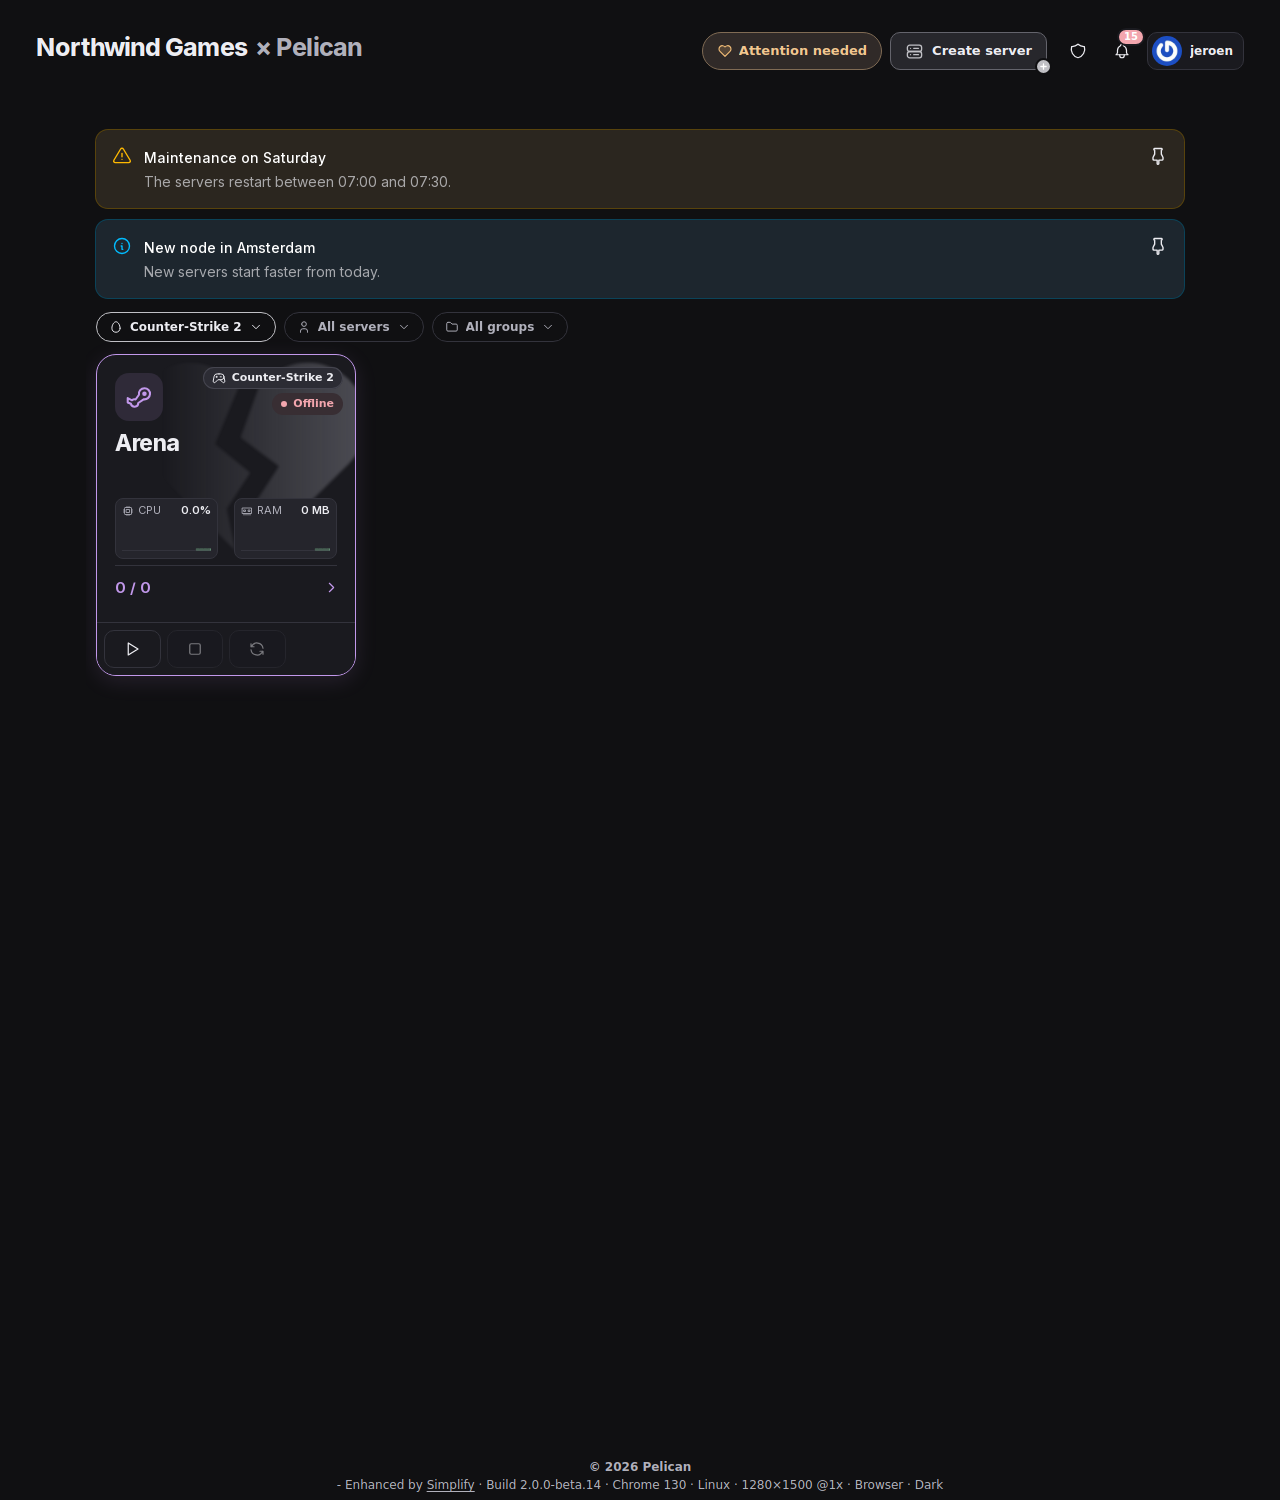 Northwind Games × Pelican
Attention needed
Create server
15
jeroen
Maintenance on Saturday
The servers restart between 07:00 and 07:30.
New node in Amsterdam
New servers start faster from today.
Counter-Strike 2
All servers
All groups
Counter-Strike 2
Offline
Arena
CPU 0.0%
RAM 0 MB
0 / 0
© 2026 Pelican
- Enhanced by Simplify · Build 2.0.0-beta.14 · Chrome 130 · Linux · 1280×1500 @1x · Browser · Dark